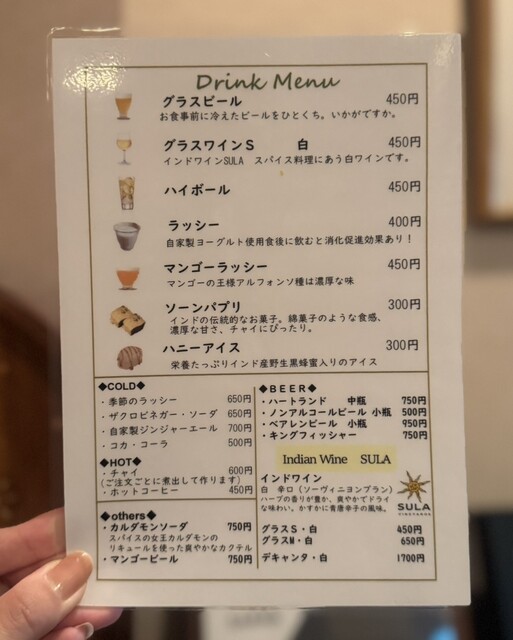 Drink Menu
グラスビール 450円
お食事前に冷えたビールをひとくち。いかがですか。
グラスワインS 白 450円
インドワインSULA スパイス料理にあう白ワインです。
ハイボール 450円
ラッシー 400円
自家製ヨーグルト使用食後に飲むと消化促進効果あり！
マンゴーラッシー 450円
マンゴーの王様アルフォンソ種は濃厚な味
ソーンパプリ 300円
インドの伝統的なお菓子。綿菓子のような食感、
濃厚な甘さ、チャイにぴったり。
ハニーアイス 300円
栄養たっぷりインド産野生黒蜂蜜入りのアイス
◆COLD◆
・季節のラッシー 650円
・ザクロビネガー・ソーダ 650円
・自家製ジンジャーエール 700円
・コカ・コーラ 500円
◆HOT◆
・チャイ 600円
(ご注文ごとに煮出して作ります)
・ホットコーヒー 450円
◆others◆
・カルダモンソーダ 750円
スパイスの女王カルダモンの
リキュールを使った爽やかなカクテル
・マンゴービール 750円
◆BEER◆
・ハートランド 中瓶 750円
・ノンアルコールビール 小瓶 500円
・ベアレンビール 小瓶 950円
・キングフィッシャー 750円
Indian Wine SULA
インドワイン
白 辛口（ソーヴィニヨンブラン）
ハーブの香りが豊か、爽やかでドライ
な味わい。かすかに青唐辛子の風味。
SULA
VINEYARDS
グラスS・白 450円
グラスM・白 650円
デキャンタ・白 1700円